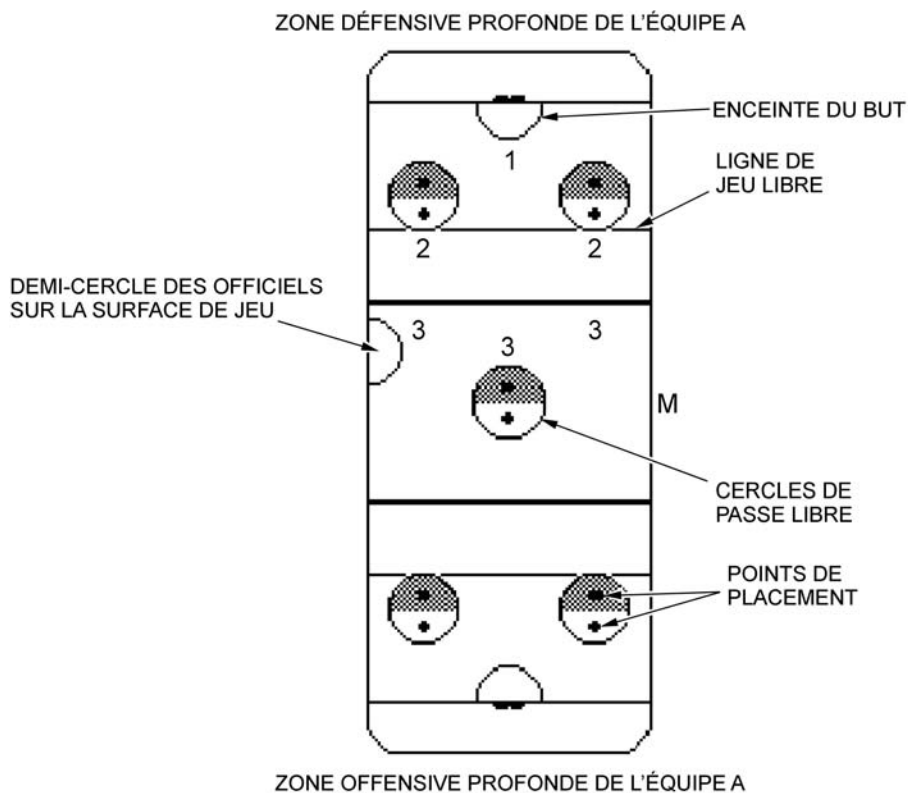 ZONE DÉFENSIVE PROFONDE DE L'ÉQUIPE A
ENCEINTE DU BUT
1
LIGNE DE
JEU LIBRE
2 2
DEMI-CERCLE DES OFFICIELS
SUR LA SURFACE DE JEU
3 3 3
M
CERCLES DE
PASSE LIBRE
POINTS DE
PLACEMENT
ZONE OFFENSIVE PROFONDE DE L'ÉQUIPE A